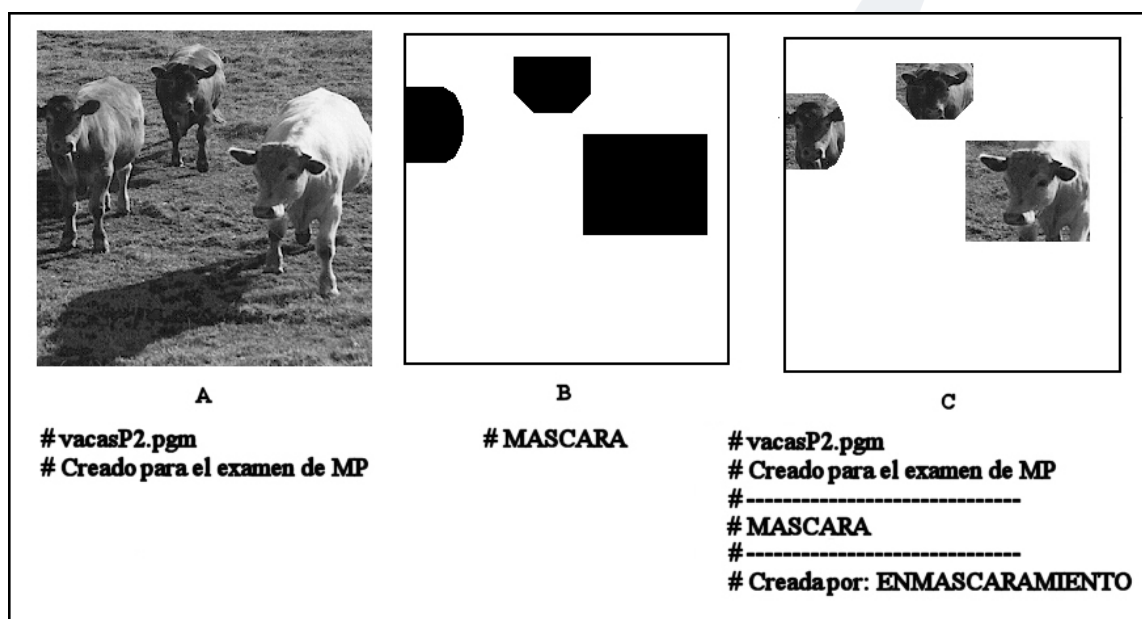 A
# vacasP2.pgm
# Creado para el examen de MP
B
# MASCARA
C
# vacasP2.pgm
# Creado para el examen de MP
#------------------------------
# MASCARA
#------------------------------
# Creada por: ENMASCARAMIENTO